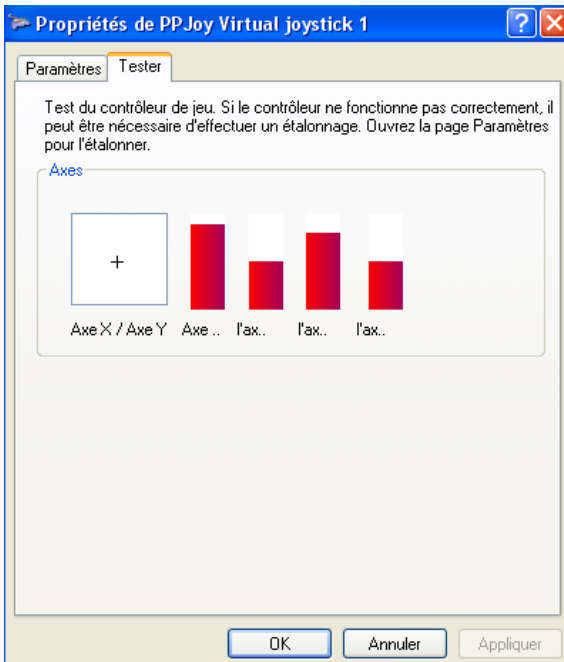 Propriétés de PPJoy Virtual joystick 1
Paramètres Tester
Test du contrôleur de jeu. Si le contrôleur ne fonctionne pas correctement, il
peut être nécessaire d'effectuer un étalonnage. Ouvrez la page Paramètres
pour l'étalonner.
Axes
Axe X / Axe Y Axe .. l'ax.. l'ax.. l'ax..
OK Annuler Appliquer